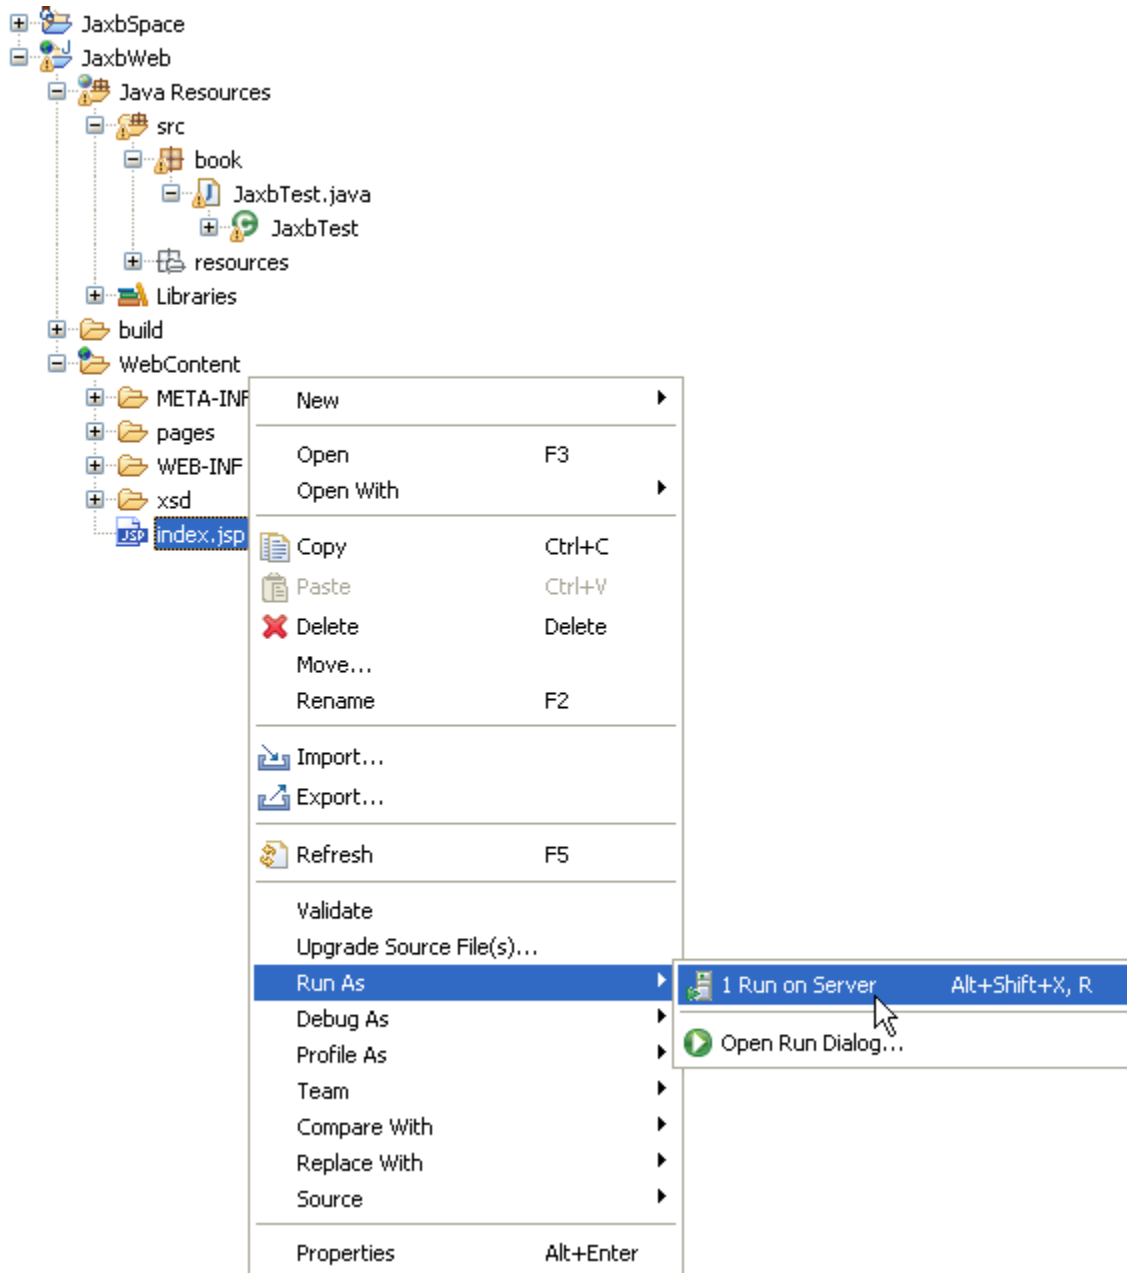 JaxbSpace
JaxbWeb
Java Resources
src
book
JaxbTest.java
JaxbTest
resources
Libraries
build
WebContent
META-INF
pages
WEB-INF
xsd
index.jsp
New
Open F3
Open With
Copy Ctrl+C
Paste Ctrl+V
Delete Delete
Move...
Rename F2
Import...
Export...
Refresh F5
Validate
Upgrade Source File(s)...
Run As
1 Run on Server Alt+Shift+X, R
Debug As
Open Run Dialog...
Profile As
Team
Compare With
Replace With
Source
Properties Alt+Enter